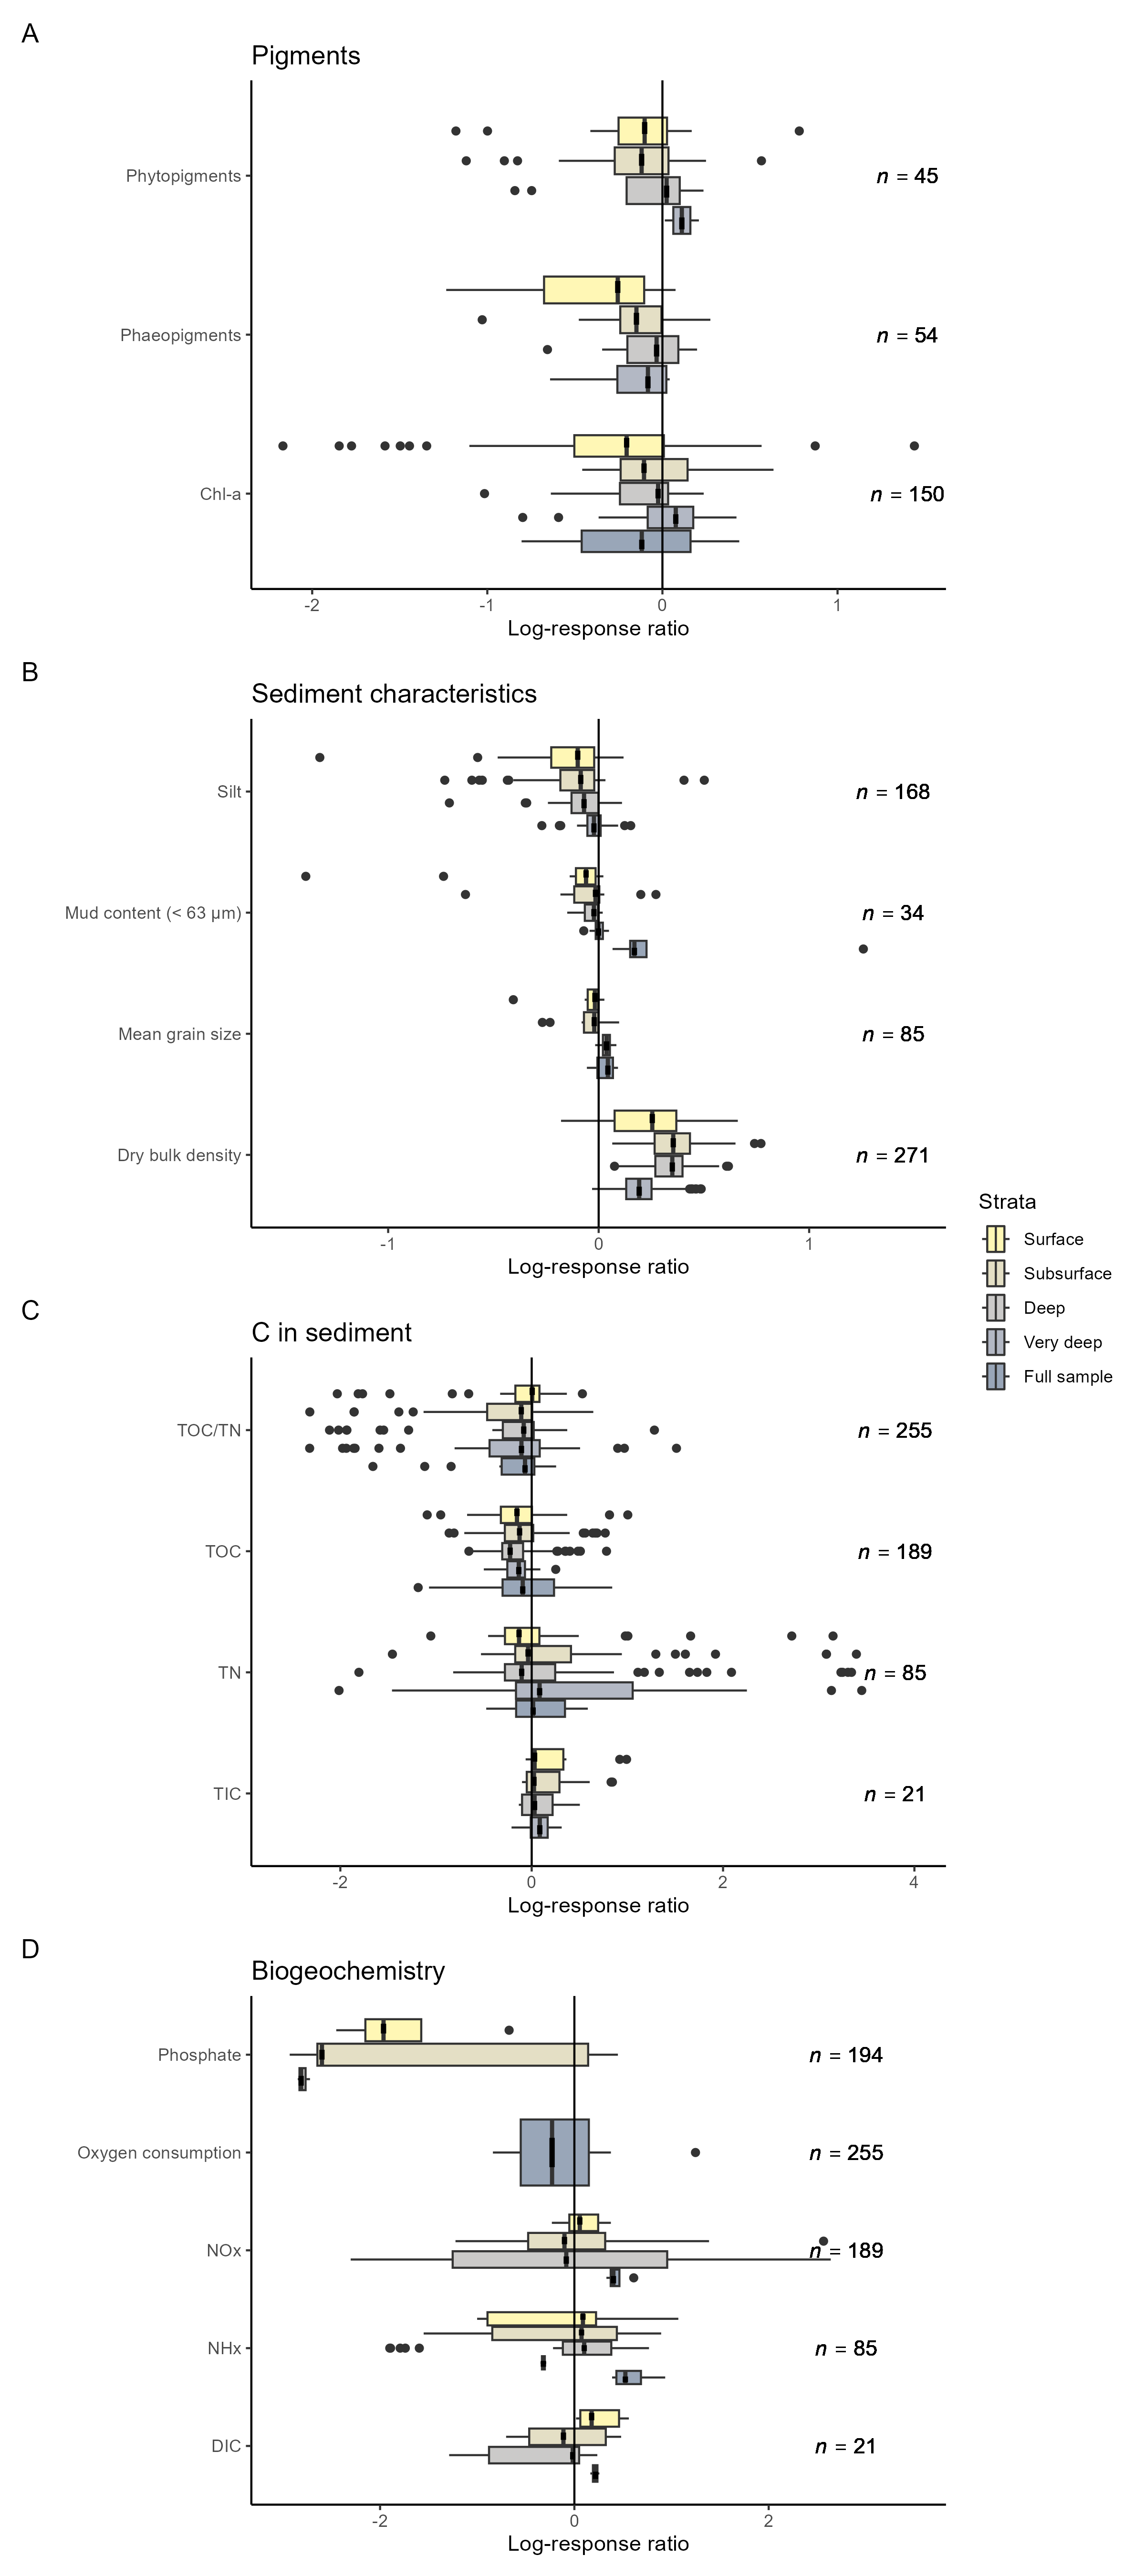 A
Pigments
Phytopigments
n = 45
Phaeopigments
n = 54
Chl-a
n = 150
-2 -1 0 1
Log-response ratio
B
Sediment characteristics
Silt
n = 168
Mud content (< 63 µm)
n = 34
Mean grain size
n = 85
Dry bulk density
n = 271
-1 0 1
Log-response ratio
Strata
Surface
Subsurface
Deep
Very deep
Full sample
C
C in sediment
TOC/TN
n = 255
TOC
n = 189
TN
n = 85
TIC
n = 21
-2 0 2 4
Log-response ratio
D
Biogeochemistry
Phosphate
n = 194
Oxygen consumption
n = 255
NOx
n = 189
NHx
n = 85
DIC
n = 21
-2 0 2
Log-response ratio